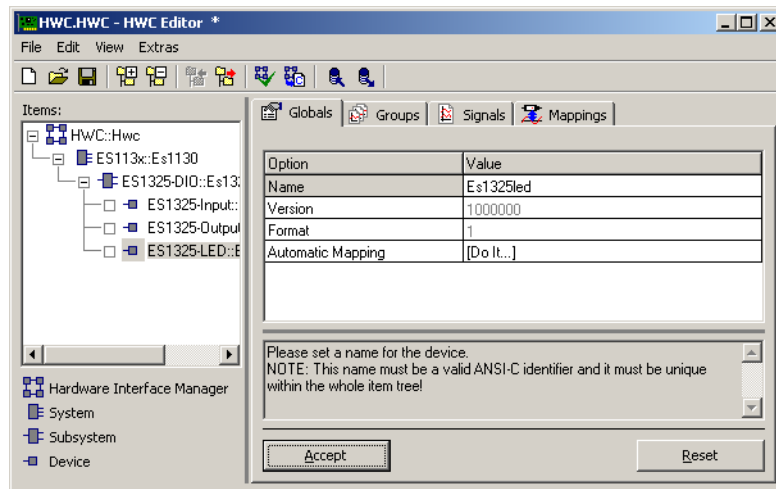 HWC.HWC - HWC Editor *
File Edit View Extras
Items:
HWC::Hwc
ES113x::Es1130
ES1325-DIO::Es13
ES1325-Input::
ES1325-Outpu
ES1325-LED::E
Hardware Interface Manager
System
Subsystem
Device
Globals Groups Signals Mappings
Option Value
Name Es1325led
Version 1000000
Format 1
Automatic Mapping [Do It...]
Please set a name for the device.
NOTE: This name must be a valid ANSI-C identifier and it must be unique
within the whole item tree!
Accept Reset